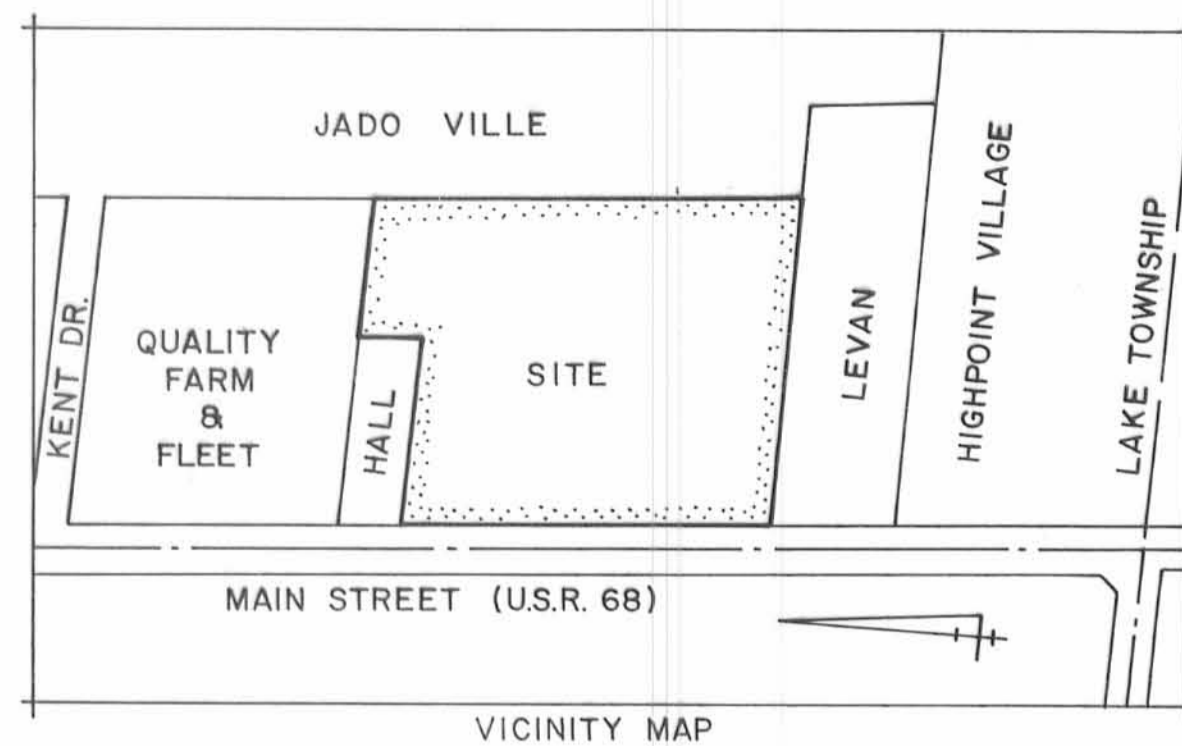 JADO VILLE
KENT DR.
QUALITY
FARM
&
FLEET
HALL
SITE
LEVAN
HIGHPOINT VILLAGE
LAKE TOWNSHIP
MAIN STREET (U.S.R. 68)
VICINITY MAP